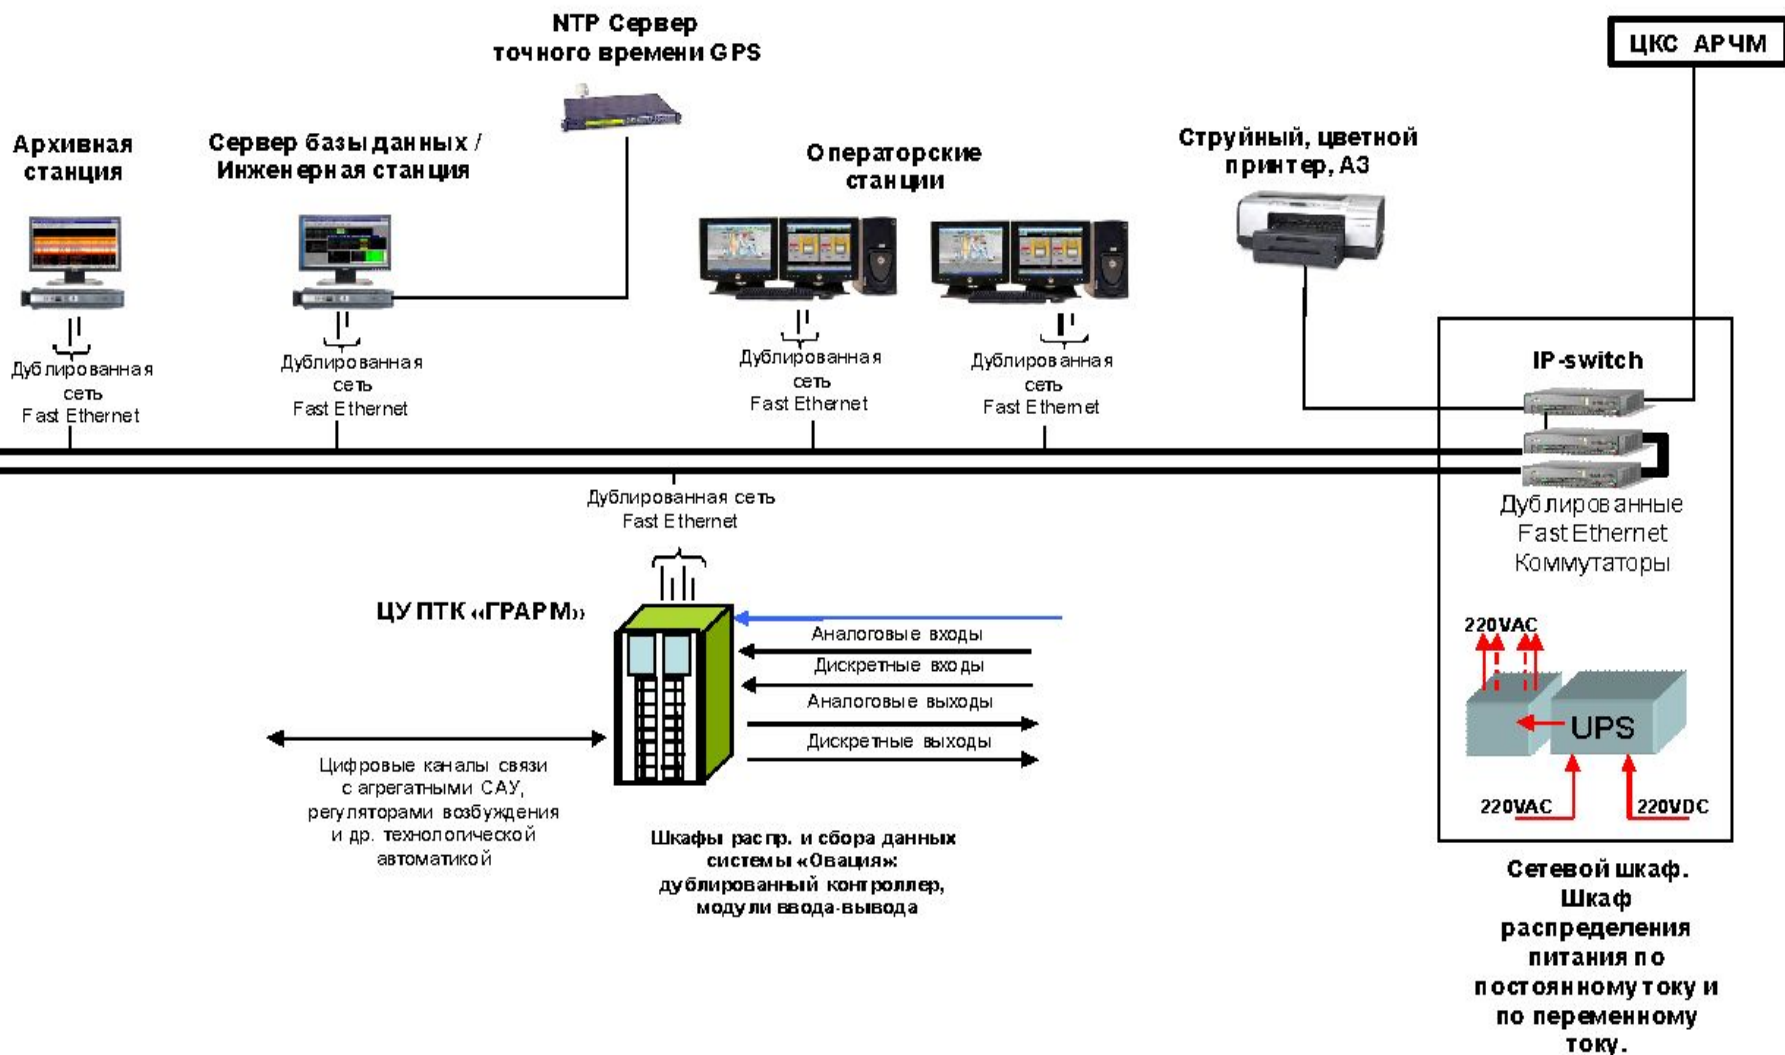 NTP Сервер
точного времени GPS
ЦКС АРЧМ
Архивная
станция
Сервер базы данных /
Инженерная станция
Операторские
станции
Струйный, цветной
принтер, А3
Дублированная
сеть
Fast Ethernet
Дублированная
сеть
Fast Ethernet
Дублированная
сеть
Fast Ethernet
Дублированная
сеть
Fast Ethernet
IP-switch
Дублированные
Fast Ethernet
Коммутаторы
Дублированная сеть
Fast Ethernet
ЦУ ПТК «ГРАРМ»
Аналоговые входы
Дискретные входы
Аналоговые выходы
Дискретные выходы
Цифровые каналы связи
с агрегатными САУ,
регуляторами возбуждения
и др. технологической
автоматикой
Шкафы распр. и сбора данных
системы «Овация»:
дублированный контроллер,
модули ввода-вывода
220VAC
UPS
220VAC
220VDC
Сетевой шкаф.
Шкаф
распределения
питания по
постоянному току и
по переменному
току.